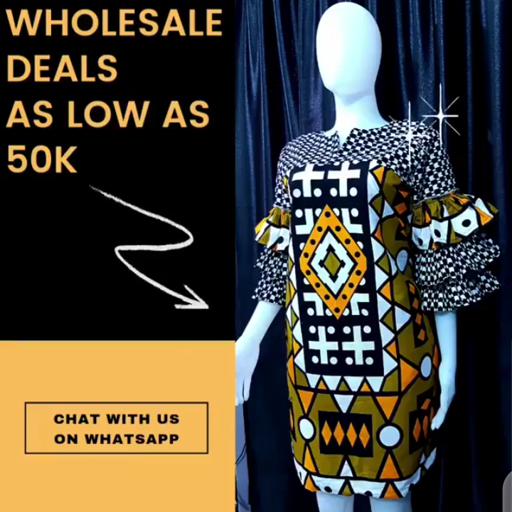 WHOLESALE
DEALS
AS LOW AS
50K
CHAT WITH US
ON WHATSAPP